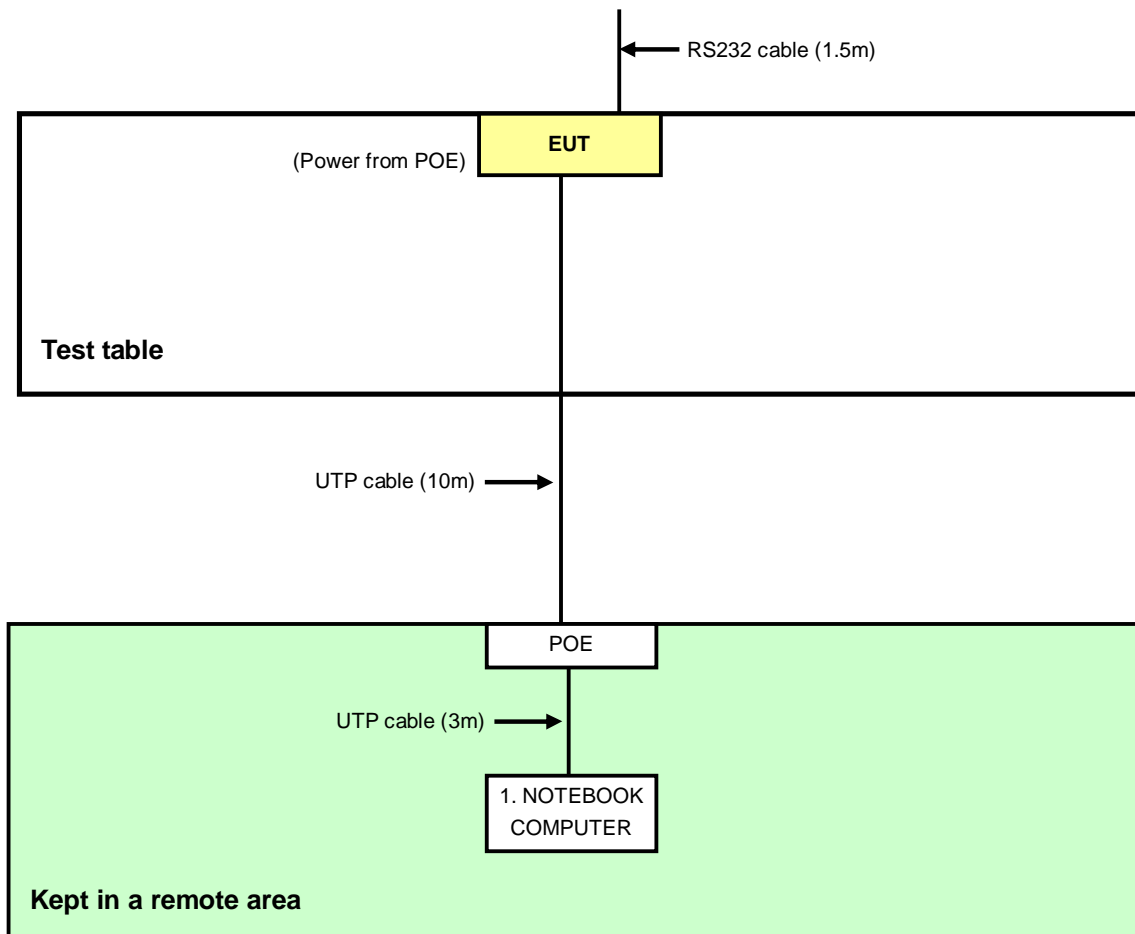 RS232 cable (1.5m)
EUT
(Power from POE)
Test table
UTP cable (10m)
POE
UTP cable (3m)
1. NOTEBOOK
COMPUTER
Kept in a remote area